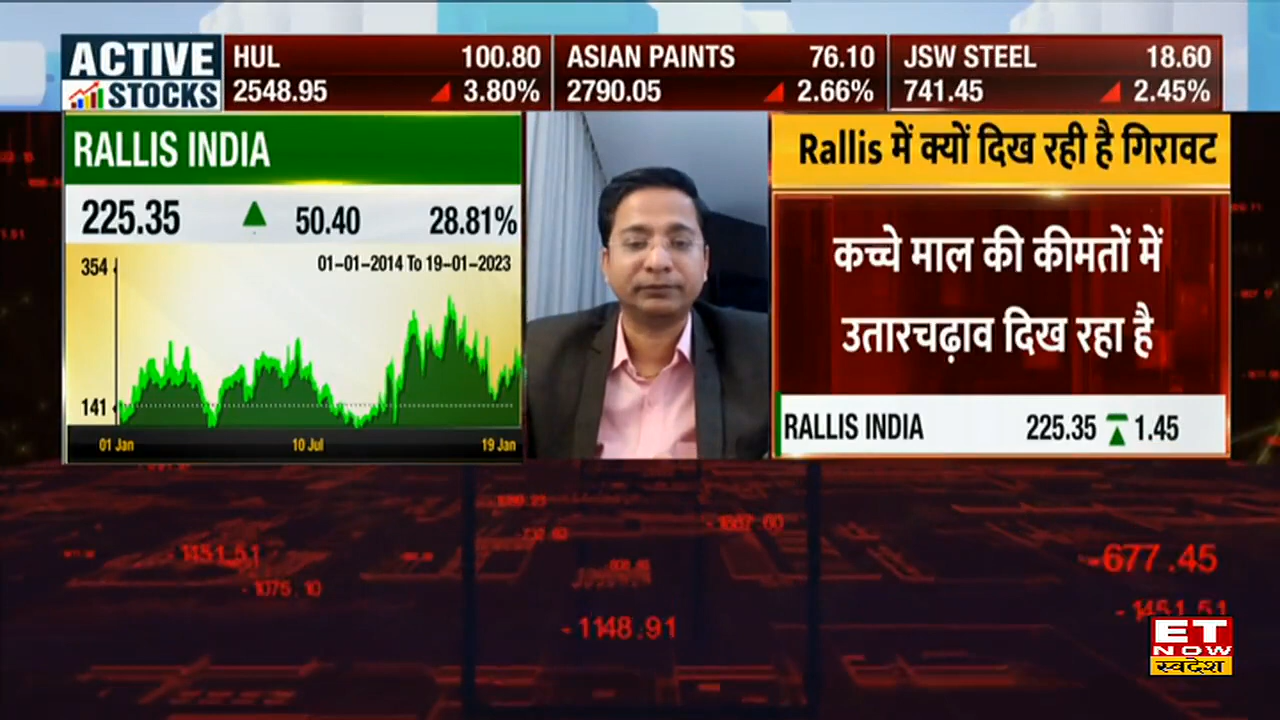 ACTIVE STOCKS
HUL 100.80
2548.95 3.80%
ASIAN PAINTS 76.10
2790.05 2.66%
JSW STEEL 18.60
741.45 2.45%
RALLIS INDIA
225.35 50.40 28.81%
354
01-01-2014 To 19-01-2023
141
01 Jan 10 Jul 19 Jan
Rallis में क्यों दिख रही है गिरावट
कच्चे माल की कीमतों में
उतारचढ़ाव दिख रहा है
RALLIS INDIA 225.35 1.45
-1451.51
-1075.10
-1148.91
-677.45
-1451.51
ET
NOW
स्वदेश